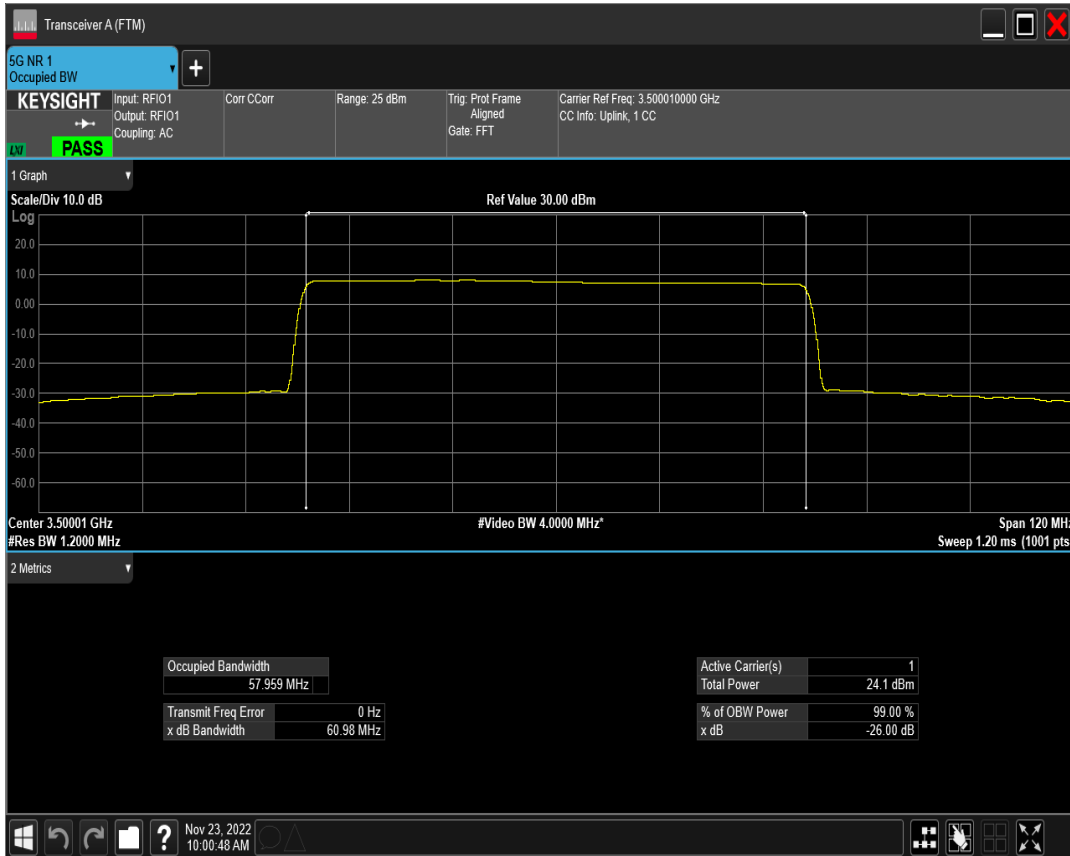 Transceiver A (FTM)
5G NR 1
Occupied BW
+
KEYSIGHT
LXI
PASS
Input: RFIO1
Output: RFIO1
Coupling: AC
Corr CCorr
Range: 25 dBm
Trig: Prot Frame
Aligned
Gate: FFT
Carrier Ref Freq: 3.500010000 GHz
CC Info: Uplink, 1 CC
1 Graph
Scale/Div 10.0 dB
Ref Value 30.00 dBm
Log
20.0
10.0
0.00
-10.0
-20.0
-30.0
-40.0
-50.0
-60.0
Center 3.50001 GHz
#Video BW 4.0000 MHz*
Span 120 MHz
#Res BW 1.2000 MHz
Sweep 1.20 ms (1001 pts
2 Metrics
Occupied Bandwidth
57.959 MHz
Transmit Freq Error 0 Hz
x dB Bandwidth 60.98 MHz
Active Carrier(s) 1
Total Power 24.1 dBm
% of OBW Power 99.00 %
x dB -26.00 dB
?
Nov 23, 2022
10:00:48 AM